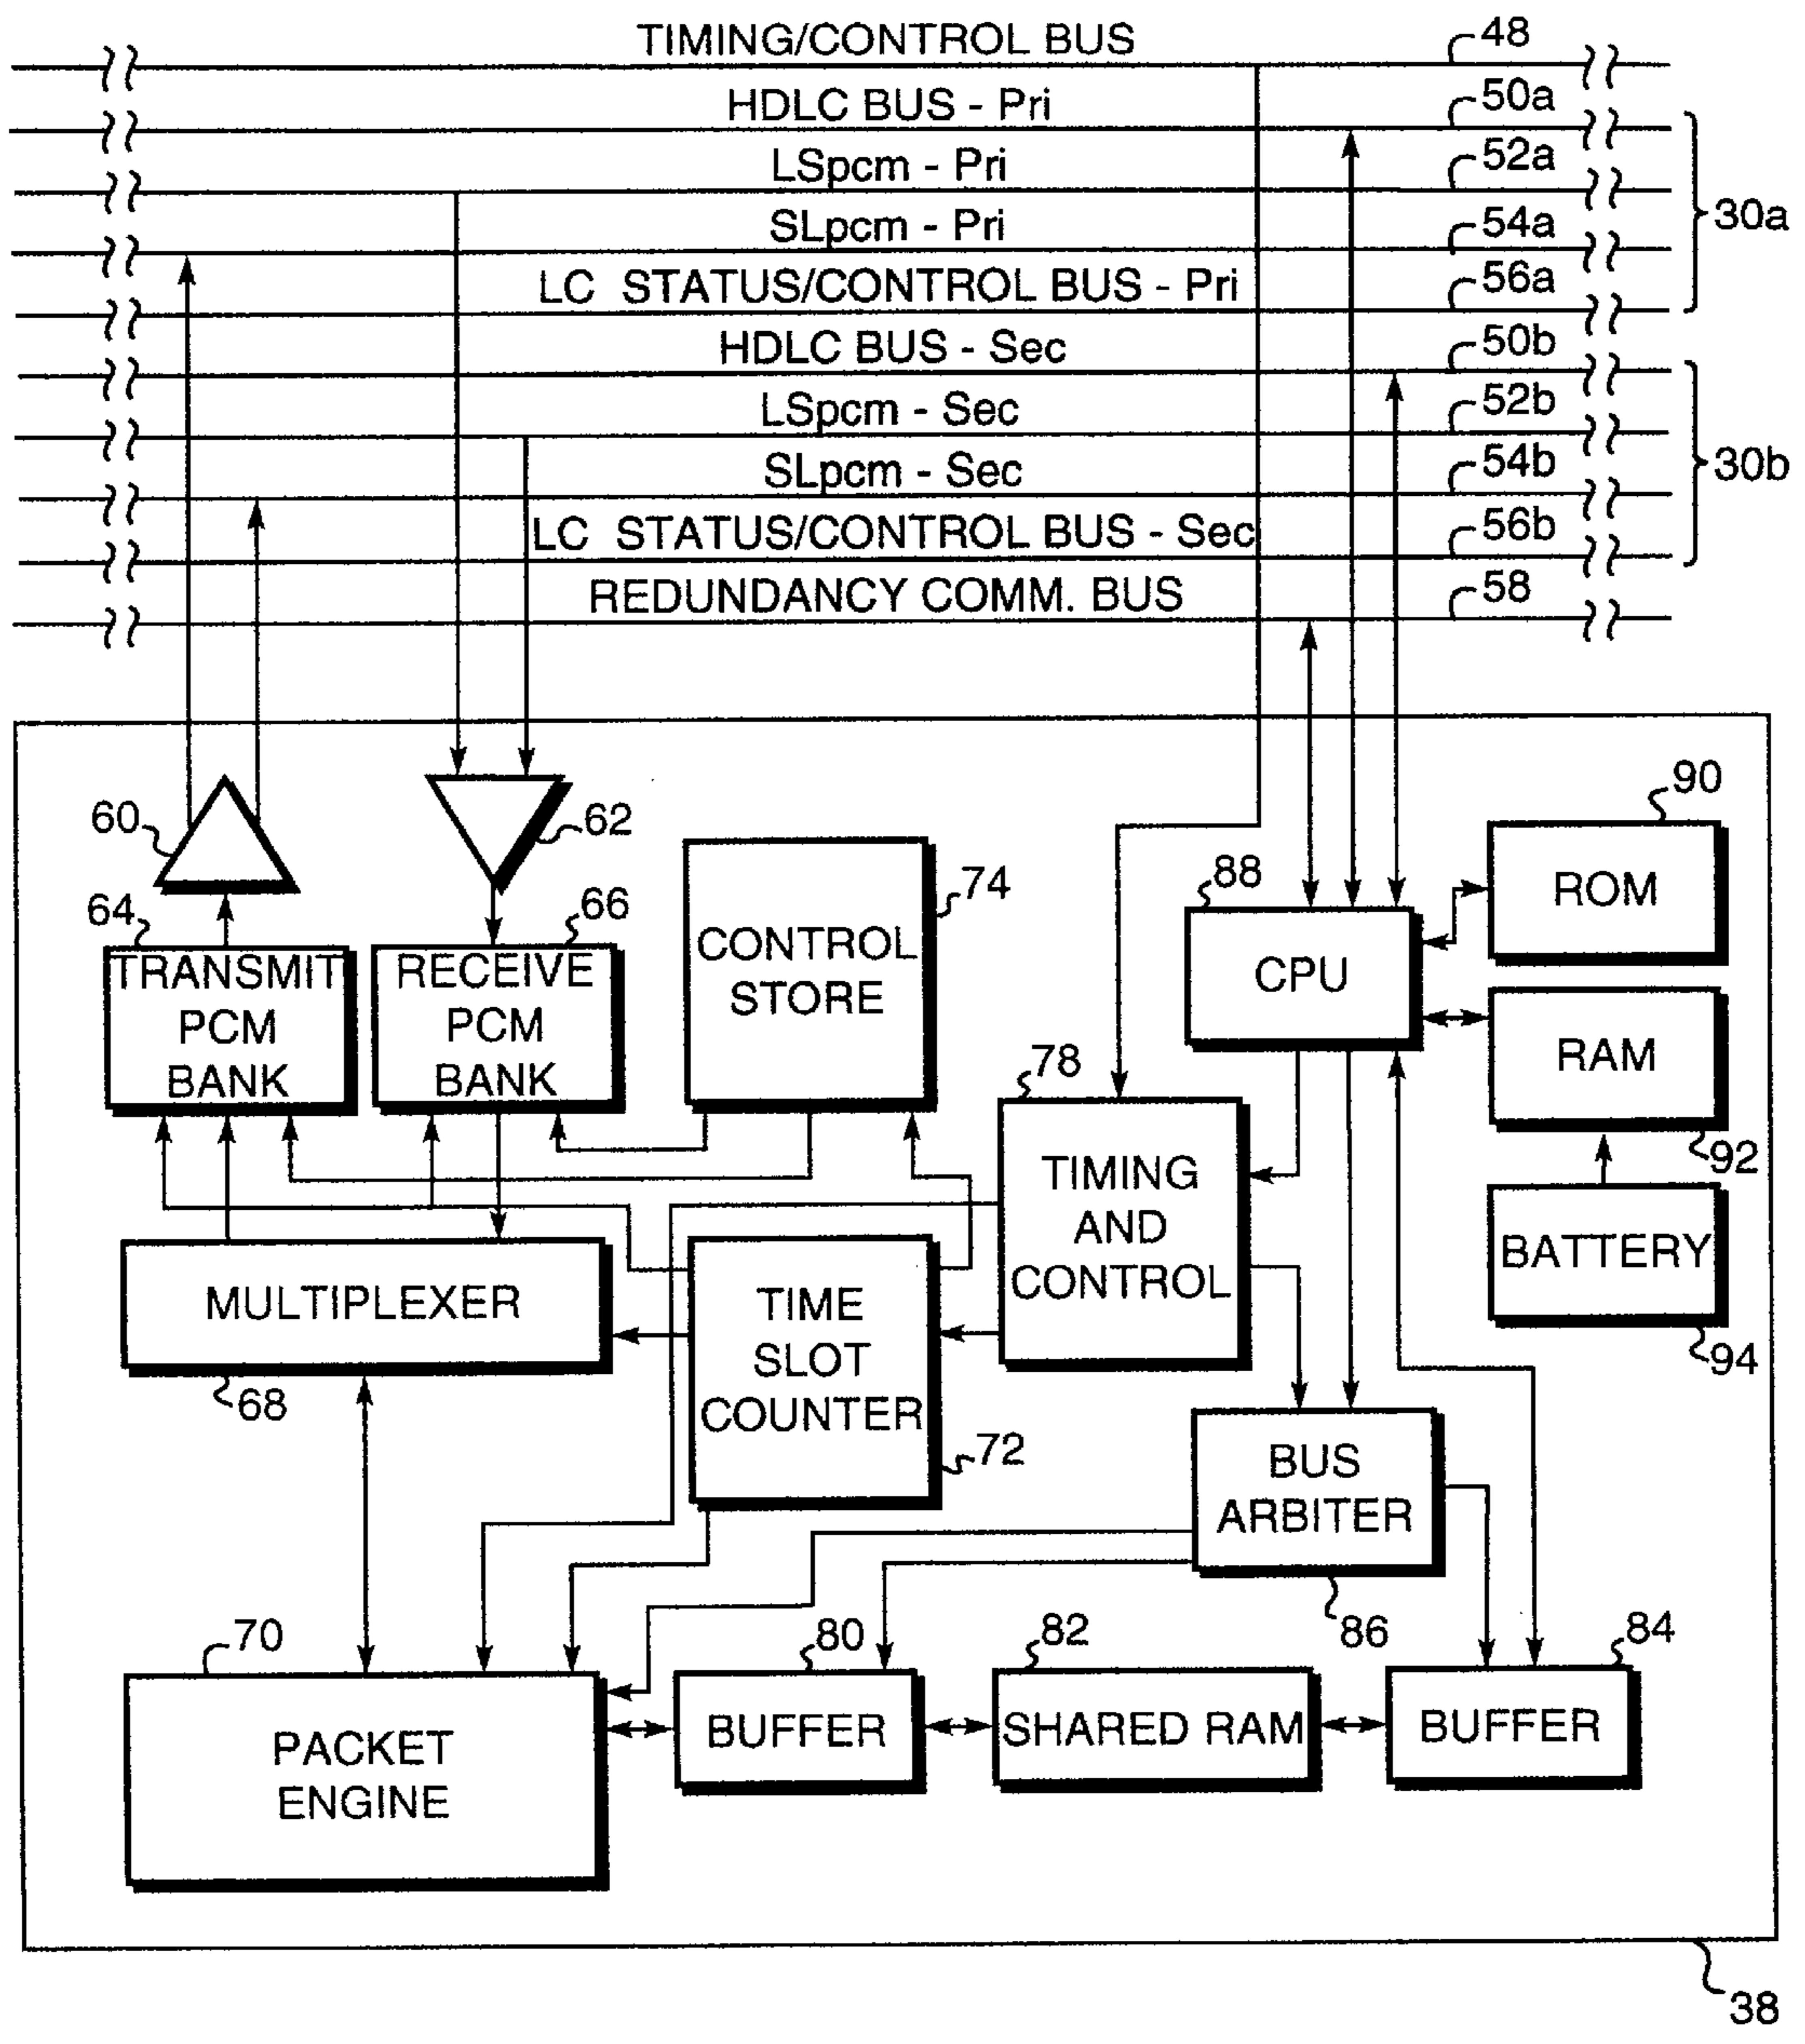 TIMING/CONTROL BUS 48
HDLC BUS - Pri 50a
LSpcm - Pri 52a
SLpcm - Pri 54a
30a
LC STATUS/CONTROL BUS - Pri 56a
HDLC BUS - Sec 50b
LSpcm - Sec 52b
SLpcm - Sec 54b
30b
LC STATUS/CONTROL BUS - Sec 56b
REDUNDANCY COMM. BUS 58
60
62
90
ROM
74
CONTROL
STORE
88
CPU
64
TRANSMIT
PCM
BANK
66
RECEIVE
PCM
BANK
RAM
92
78
TIMING
AND
CONTROL
BATTERY
94
MULTIPLEXER
68
TIME
SLOT
COUNTER
72
BUS
ARBITER
86
70
PACKET
ENGINE
80
BUFFER
82
SHARED RAM
84
BUFFER
38